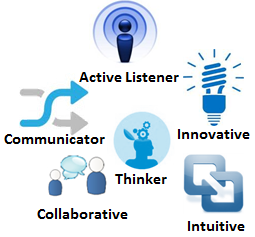 Active Listener
Innovative
Communicator
Thinker
Collaborative
Intuitive